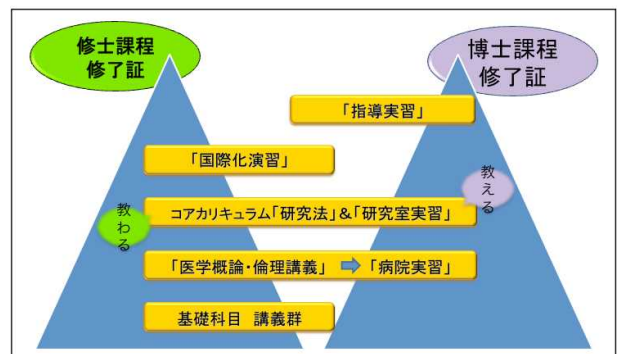 修士課程
修了証
博士課程
修了証
「指導実習」
「国際化演習」
教える
コアカリキュラム「研究法」&「研究室実習」
教わる
「医学概論・倫理講義」 ➡ 「病院実習」
基礎科目 講義群